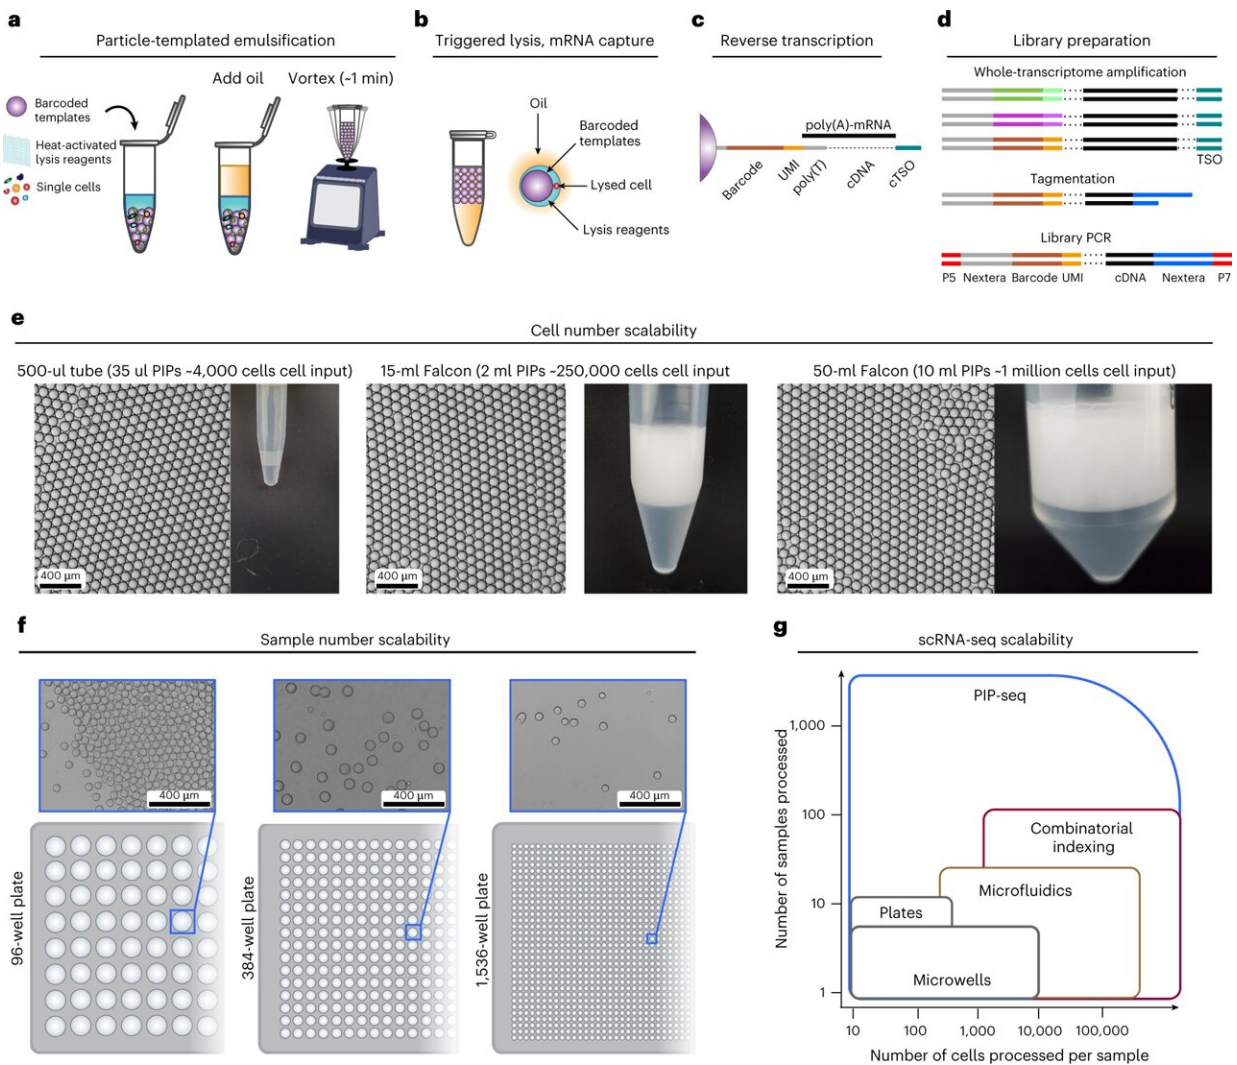 a
Particle-templated emulsification
Add oil
Vortex (~1 min)
Barcoded
templates
Heat-activated
lysis reagents
Single cells
b
Triggered lysis, mRNA capture
Oil
Barcoded
templates
Lysed cell
Lysis reagents
c
Reverse transcription
poly(A)-mRNA
Barcode
UMI
poly(T)
cDNA
cTSO
d
Library preparation
Whole-transcriptome amplification
TSO
Tagmentation
Library PCR
P5 Nextera Barcode UMI cDNA Nextera P7
e
Cell number scalability
500-ul tube (35 ul PIPs ~4,000 cells cell input)
400 µm
15-ml Falcon (2 ml PIPs ~250,000 cells cell input
400 µm
50-ml Falcon (10 ml PIPs ~1 million cells cell input)
400 µm
f
Sample number scalability
400 µm
400 µm
400 µm
96-well plate
384-well plate
1,536-well plate
g
scRNA-seq scalability
Number of samples processed
1,000
100
10
1
PIP-seq
Combinatorial
indexing
Microfluidics
Plates
Microwells
10 100 1,000 10,000 100,000
Number of cells processed per sample